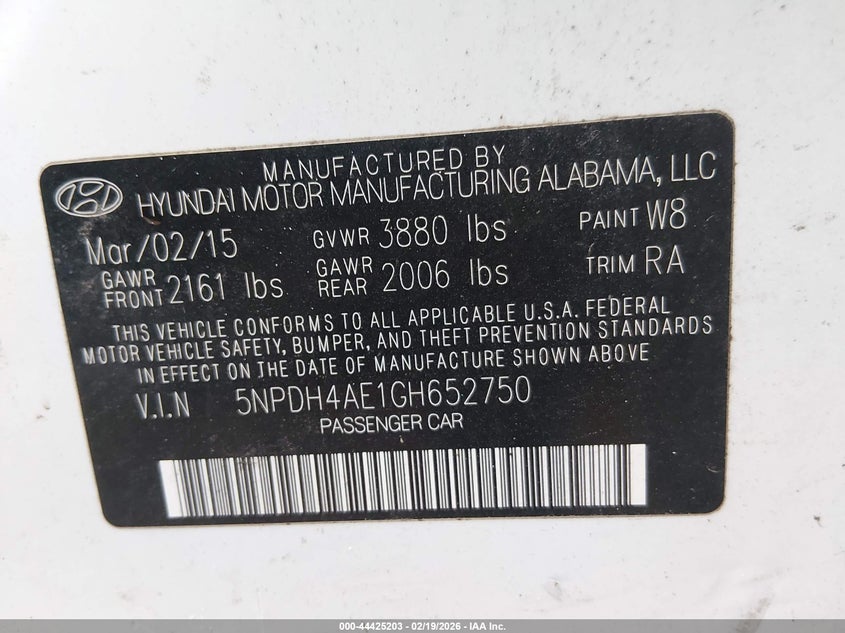 MANUFACTURED BY
HYUNDAI MOTOR MANUFACTURING ALABAMA, LLC
Mar/02/15 GVWR 3880 lbs PAINT W8
GAWR FRONT 2161 lbs GAWR REAR 2006 lbs TRIM RA
THIS VEHICLE CONFORMS TO ALL APPLICABLE U.S.A. FEDERAL
MOTOR VEHICLE SAFETY, BUMPER, AND THEFT PREVENTION STANDARDS
IN EFFECT ON THE DATE OF MANUFACTURE SHOWN ABOVE
V.I.N 5NPDH4AE1GH652750
PASSENGER CAR
000-44425203 - 02/19/2026 - IAA Inc.